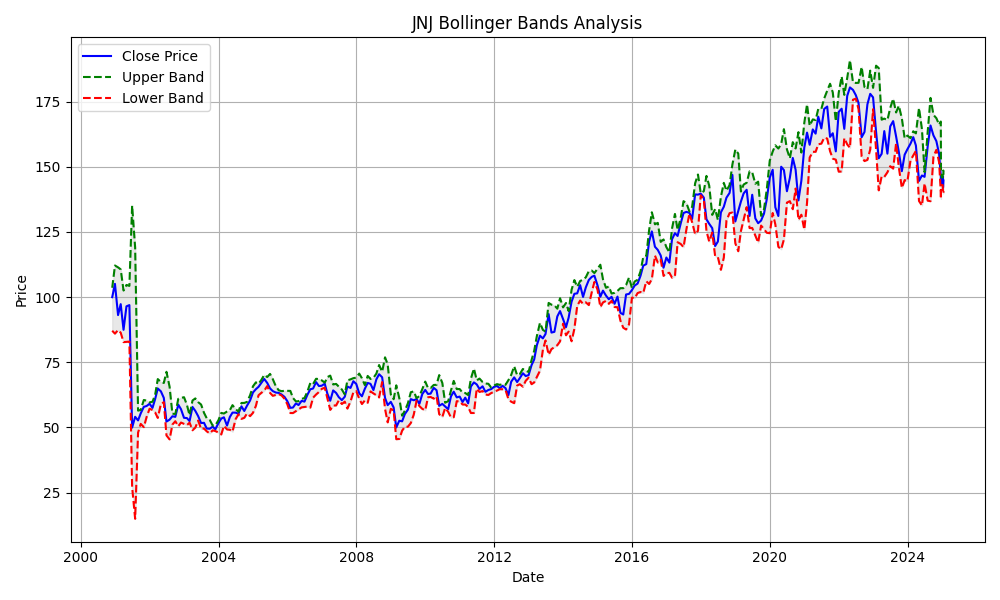 JNJ Bollinger Bands Analysis
Close Price
Upper Band
Lower Band
Price
175
150
125
100
75
50
25
2000 2004 2008 2012 2016 2020 2024
Date